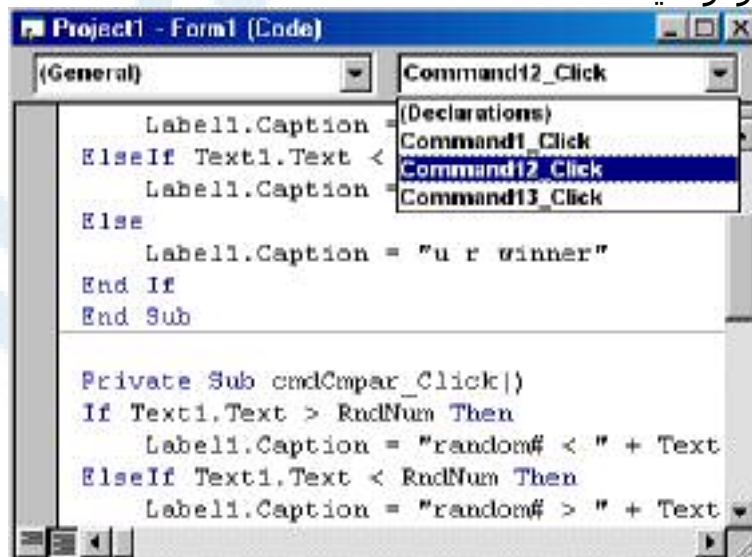 Project1 - Form1 (Code)
(General)
Command12_Click
(Declarations)
Command1_Click
Command12_Click
Command13_Click
Label1.Caption =
ElseIf Text1.Text <
Label1.Caption =
Else
Label1.Caption = "u r winner"
End If
End Sub
Private Sub cmdCmpar_Click()
If Text1.Text > RndNum Then
Label1.Caption = "random# < " + Text
ElseIf Text1.Text < RndNum Then
Label1.Caption = "random# > " + Text